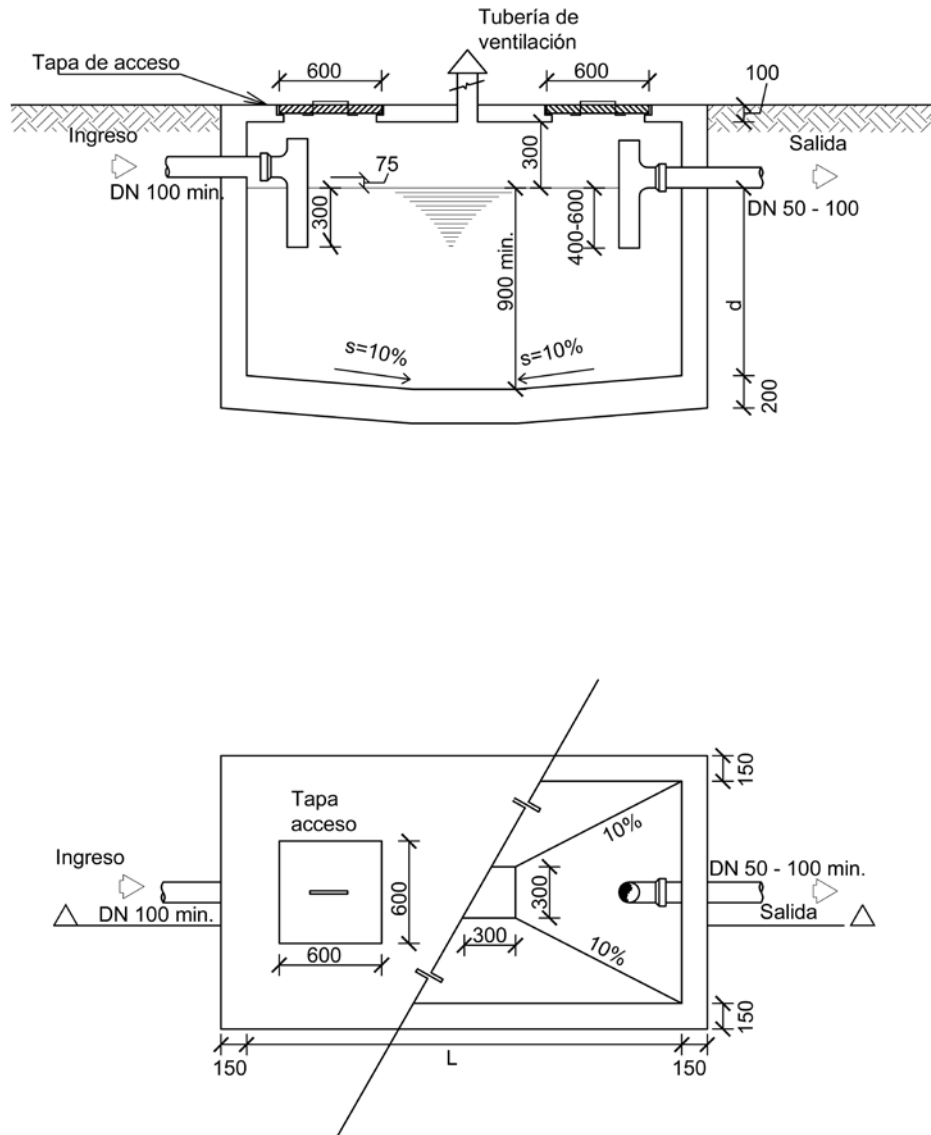 Tubería de
ventilación
Tapa de acceso
600
600
100
Ingreso
Salida
DN 100 min.
75
300
DN 50 - 100
300
400-600
900 min.
d
s=10%
s=10%
200
150
Tapa
acceso
10%
Ingreso
DN 50 - 100 min.
DN 100 min.
600
300
Salida
600
300
10%
150
150
L
150